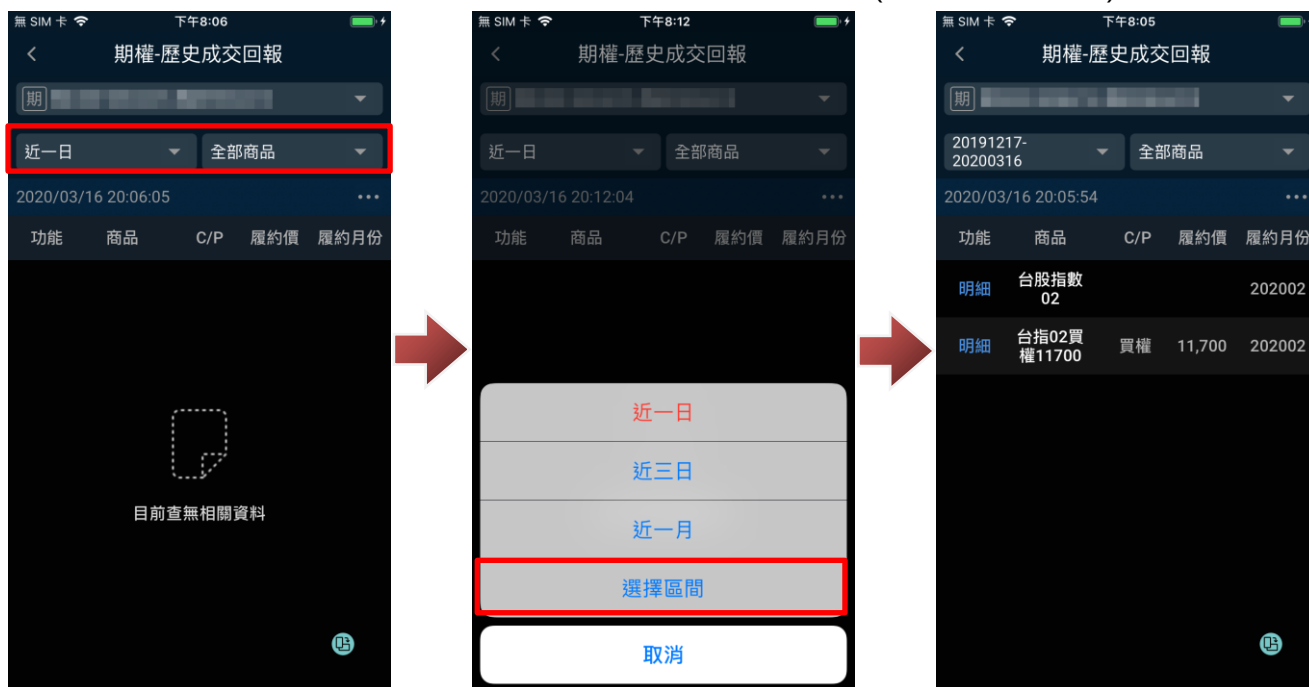 無 SIM 卡
下午8:06
期權-歷史成交回報
期
近一日
全部商品
2020/03/16 20:06:05
功能 商品 C/P 履約價 履約月份
目前查無相關資料
無 SIM 卡
下午8:12
期權-歷史成交回報
期
近一日
全部商品
2020/03/16 20:12:04
功能 商品 C/P 履約價 履約月份
近一日
近三日
近一月
選擇區間
取消
無 SIM 卡
下午8:05
期權-歷史成交回報
期
20191217-
20200316
全部商品
2020/03/16 20:05:54
功能 商品 C/P 履約價 履約月份
明細 台股指數 202002
02
明細 台指02買 買權 11,700 202002
權11700